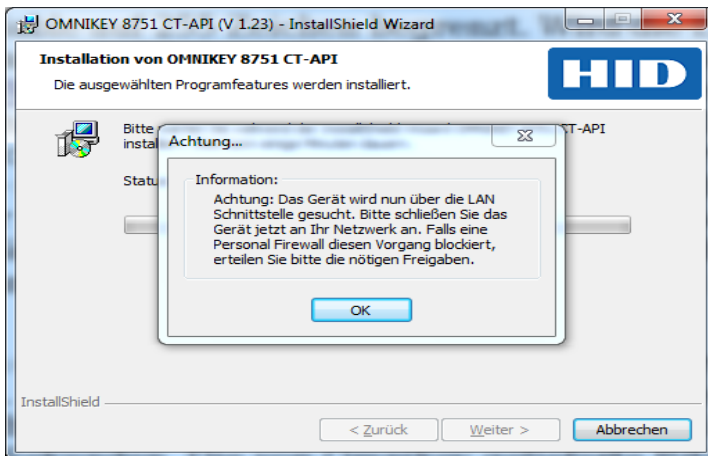 OMNIKEY 8751 CT-API (V 1.23) - InstallShield Wizard
Installation von OMNIKEY 8751 CT-API
Die ausgewählten Programfeatures werden installiert.
HID
Bitte
CT-API
instal
Achtung...
Statu
Information:
Achtung: Das Gerät wird nun über die LAN
Schnittstelle gesucht. Bitte schließen Sie das
Gerät jetzt an Ihr Netzwerk an. Falls eine
Personal Firewall diesen Vorgang blockiert,
erteilen Sie bitte die nötigen Freigaben.
OK
InstallShield
< Zurück Weiter > Abbrechen